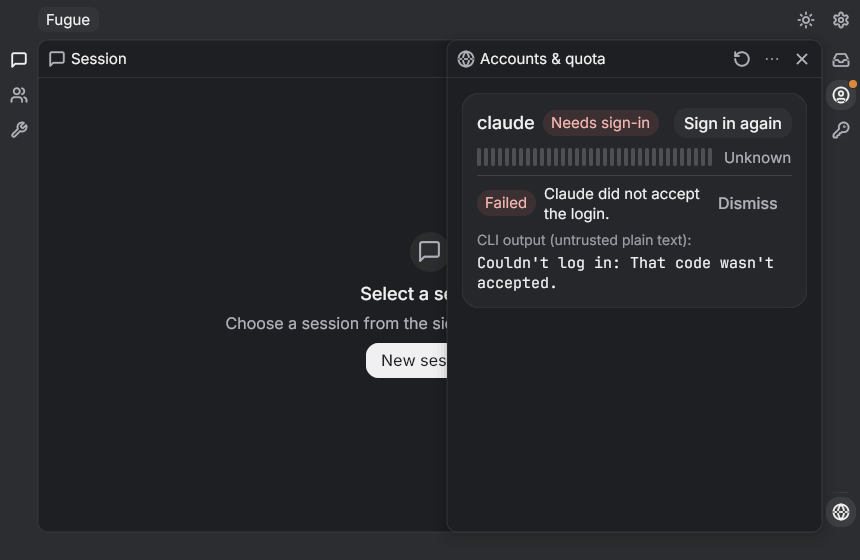 Fugue
Session
Select a se
Choose a session from the sid
New ses
Accounts & quota
claude
Needs sign-in
Sign in again
Unknown
Failed
Claude did not accept
the login.
Dismiss
CLI output (untrusted plain text):
Couldn't log in: That code wasn't
accepted.